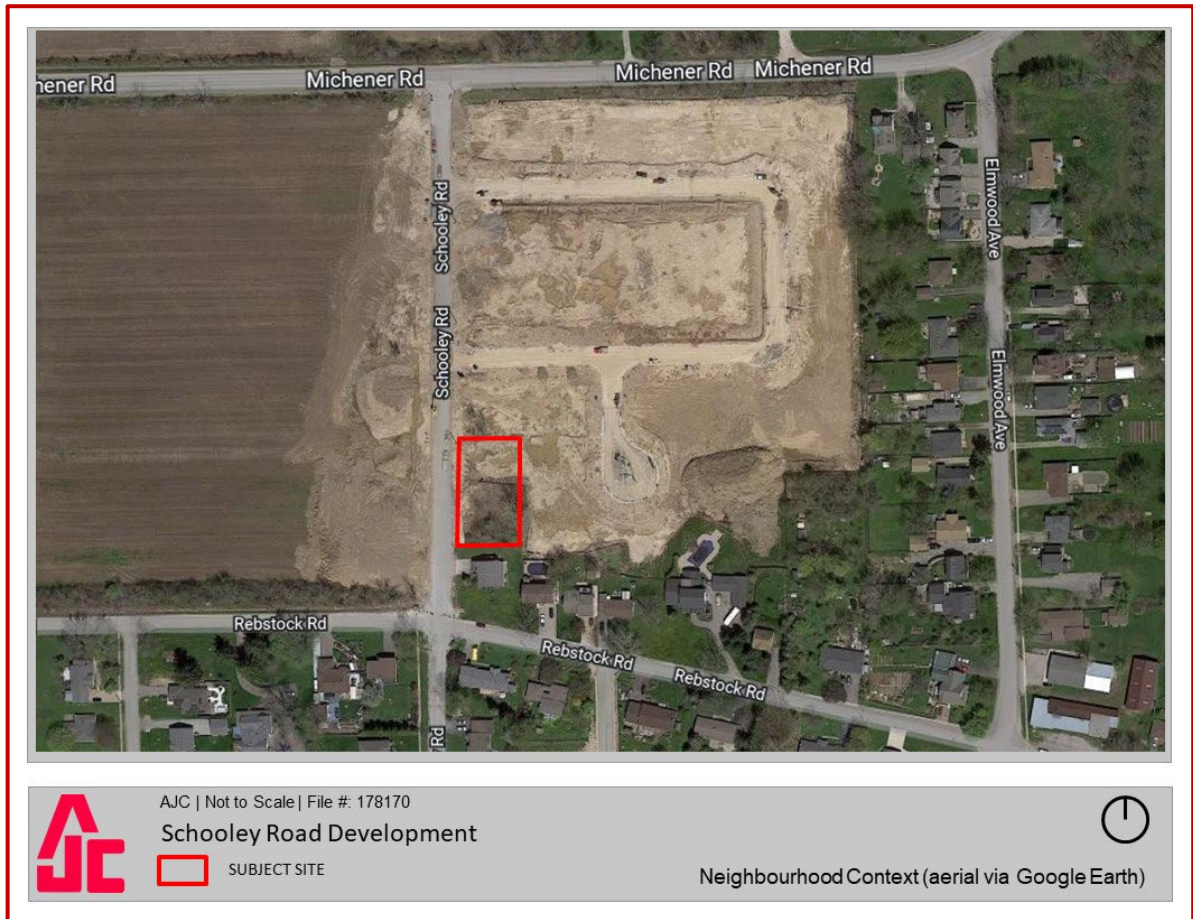 hener Rd
Michener Rd
Michener Rd
Michener Rd
Schooley Rd
Elmwood Ave
Schooley Rd
Elmwood Ave
Rebstock Rd
Rebstock Rd
Rebstock Rd
Rd
AJC
AJC | Not to Scale | File #: 178170
Schooley Road Development
SUBJECT SITE
Neighbourhood Context (aerial via Google Earth)